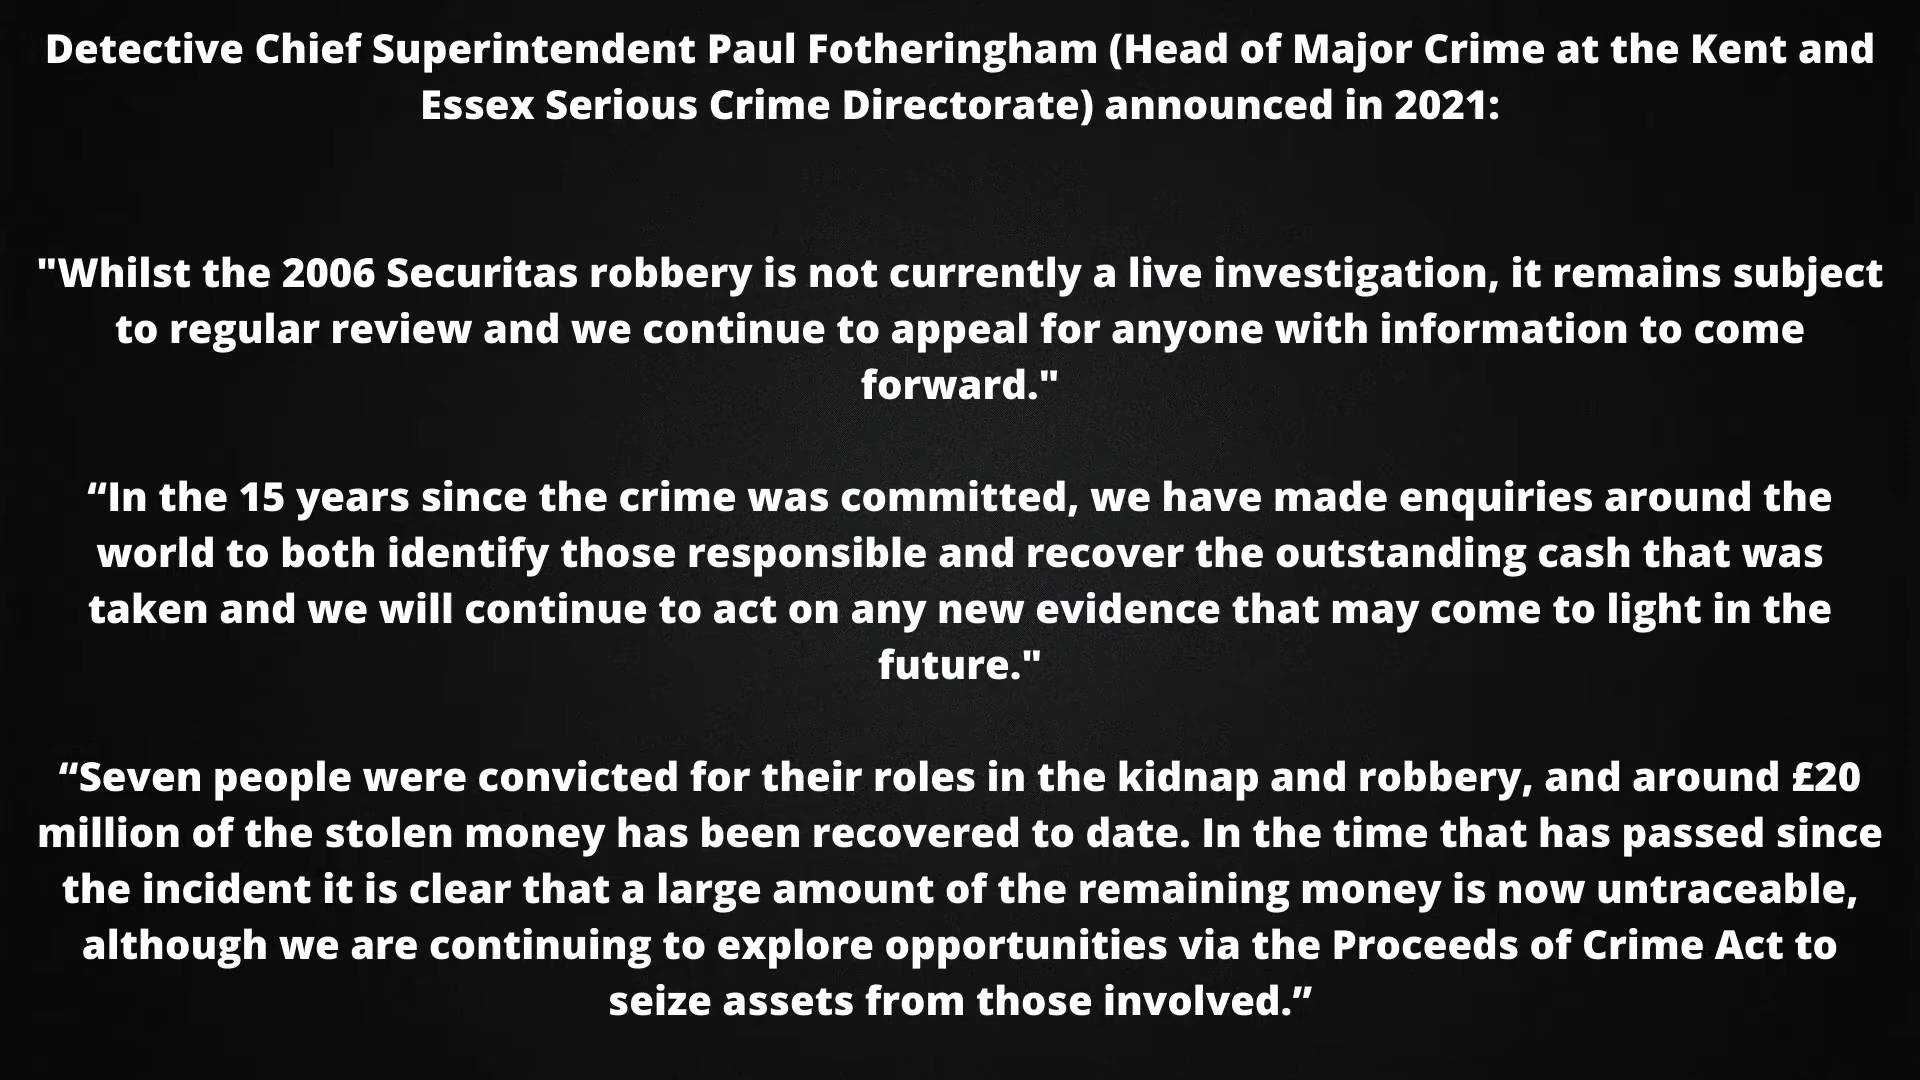 Detective Chief Superintendent Paul Fotheringham (Head of Major Crime at the Kent and
Essex Serious Crime Directorate) announced in 2021:
"Whilst the 2006 Securitas robbery is not currently a live investigation, it remains subject
to regular review and we continue to appeal for anyone with information to come
forward."
“In the 15 years since the crime was committed, we have made enquiries around the
world to both identify those responsible and recover the outstanding cash that was
taken and we will continue to act on any new evidence that may come to light in the
future."
“Seven people were convicted for their roles in the kidnap and robbery, and around £20
million of the stolen money has been recovered to date. In the time that has passed since
the incident it is clear that a large amount of the remaining money is now untraceable,
although we are continuing to explore opportunities via the Proceeds of Crime Act to
seize assets from those involved.”